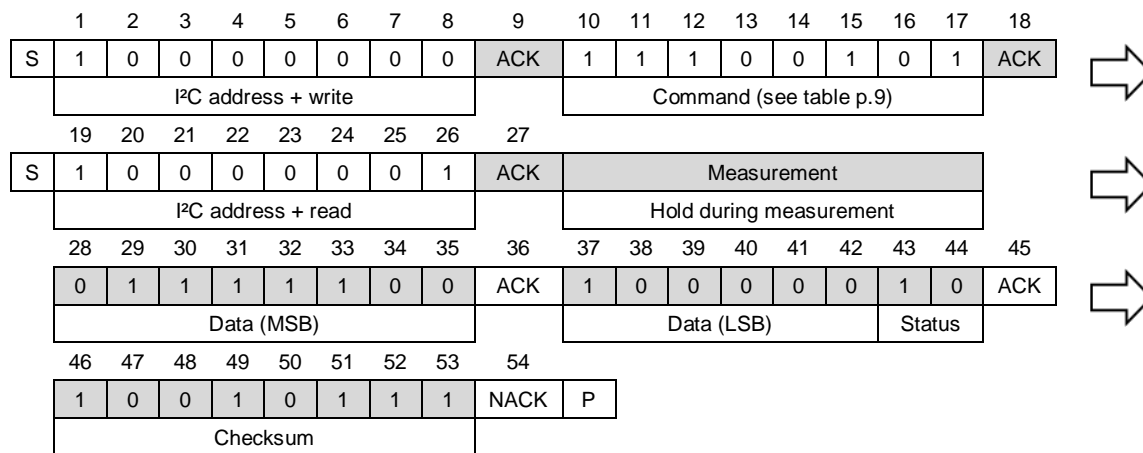 1 2 3 4 5 6 7 8 9 10 11 12 13 14 15 16 17 18
S 1 0 0 0 0 0 0 0 ACK 1 1 1 0 0 1 0 1 ACK
I²C address + write Command (see table p.9)
19 20 21 22 23 24 25 26 27
S 1 0 0 0 0 0 0 1 ACK Measurement
I²C address + read Hold during measurement
28 29 30 31 32 33 34 35 36 37 38 39 40 41 42 43 44 45
0 1 1 1 1 1 0 0 ACK 1 0 0 0 0 0 1 0 ACK
Data (MSB) Data (LSB) Status
46 47 48 49 50 51 52 53 54
1 0 0 1 0 1 1 1 NACK P
Checksum